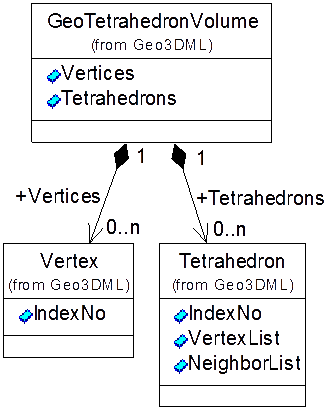 GeoTetrahedronVolume
(from Geo3DML)
Vertices
Tetrahedrons
1
1
+Vertices
+Tetrahedrons
0..n
0..n
Vertex
(from Geo3DML)
IndexNo
Tetrahedron
(from Geo3DML)
IndexNo
VertexList
NeighborList